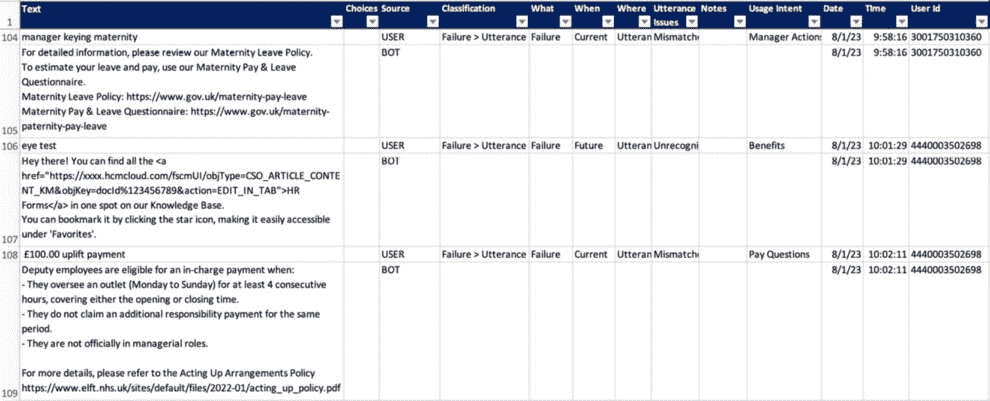 Text Choices Source Classification What When Where Utterance Issues Notes Usage Intent Date Time User Id
1
104 manager keying maternity USER Failure > Utterance Failure Current Utteran Mismatche Manager Actions 8/1/23 9:58:16 3001750310360
For detailed information, please review our Maternity Leave Policy. BOT 8/1/23 9:58:16 3001750310360
To estimate your leave and pay, use our Maternity Pay & Leave
Questionnaire.
Maternity Leave Policy: https://www.gov.uk/maternity-pay-leave
Maternity Pay & Leave Questionnaire: https://www.gov.uk/maternity-
105 paternity-pay-leave
106 eye test USER Failure > Utterance Failure Future Utteran Unrecogni Benefits 8/1/23 10:01:29 4440003502698
Hey there! You can find all the <a BOT 8/1/23 10:01:29 4440003502698
href="https://xxxx.hcmcloud.com/fscmUI/objType=CSO_ARTICLE_CONTE
NT_KM&objKey=docId%123456789&action=EDIT_IN_TAB">HR
Forms</a> in one spot on our Knowledge Base.
You can bookmark it by clicking the star icon, making it easily accessible
107 under 'Favorites'.
108 £100.00 uplift payment USER Failure > Utterance Failure Current Utteran Mismatche Pay Questions 8/1/23 10:02:11 4440003502698
Deputy employees are eligible for an in-charge payment when: BOT 8/1/23 10:02:11 4440003502698
- They oversee an outlet (Monday to Sunday) for at least 4 consecutive
hours, covering either the opening or closing time.
- They do not claim an additional responsibility payment for the same
period.
- They are not officially in managerial roles.
For more details, please refer to the Acting Up Arrangements Policy
109 https://www.elft.nhs.uk/sites/default/files/2022-01/acting_up_policy.pdf